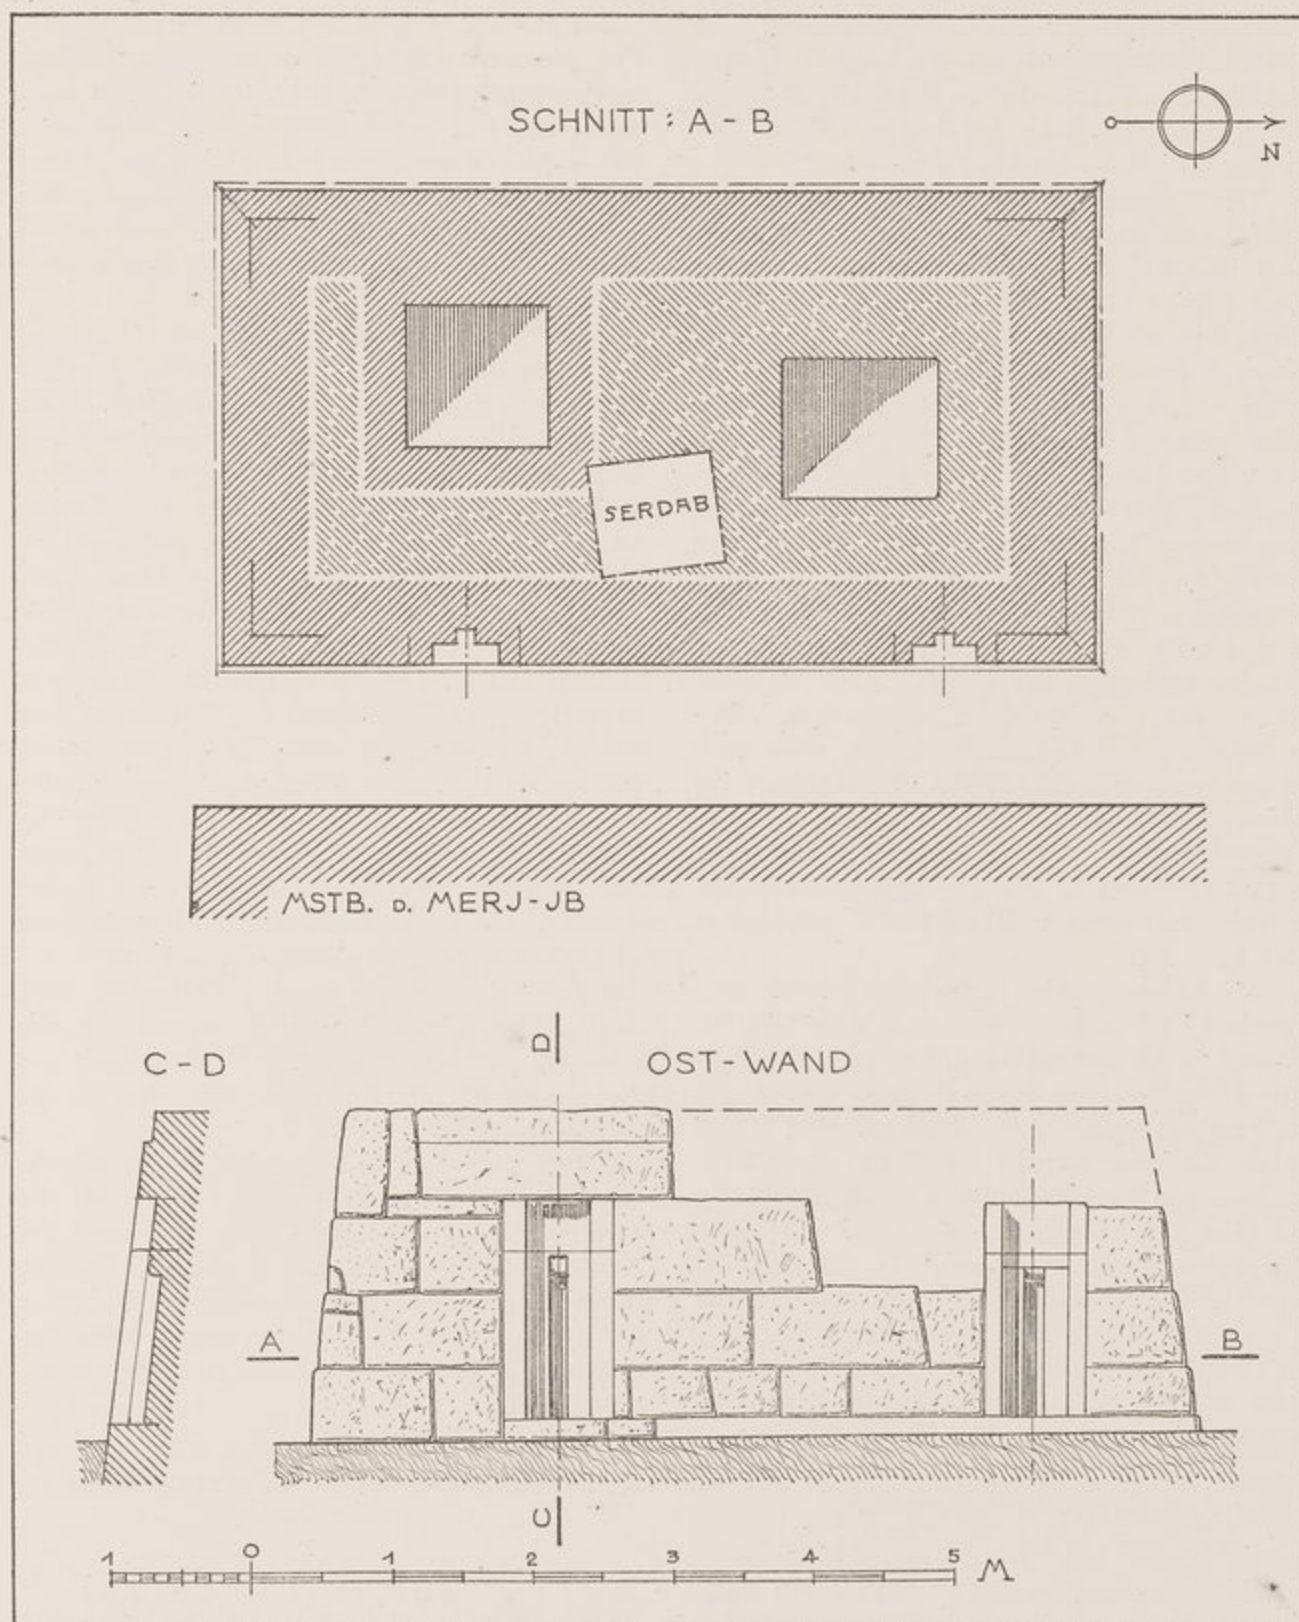 SCHNITT : A - B
N
SERDAB
MSTB. D. MERJ-JB
C - D
D
OST-WAND
A
B
C
1 0 1 2 3 4 5 M